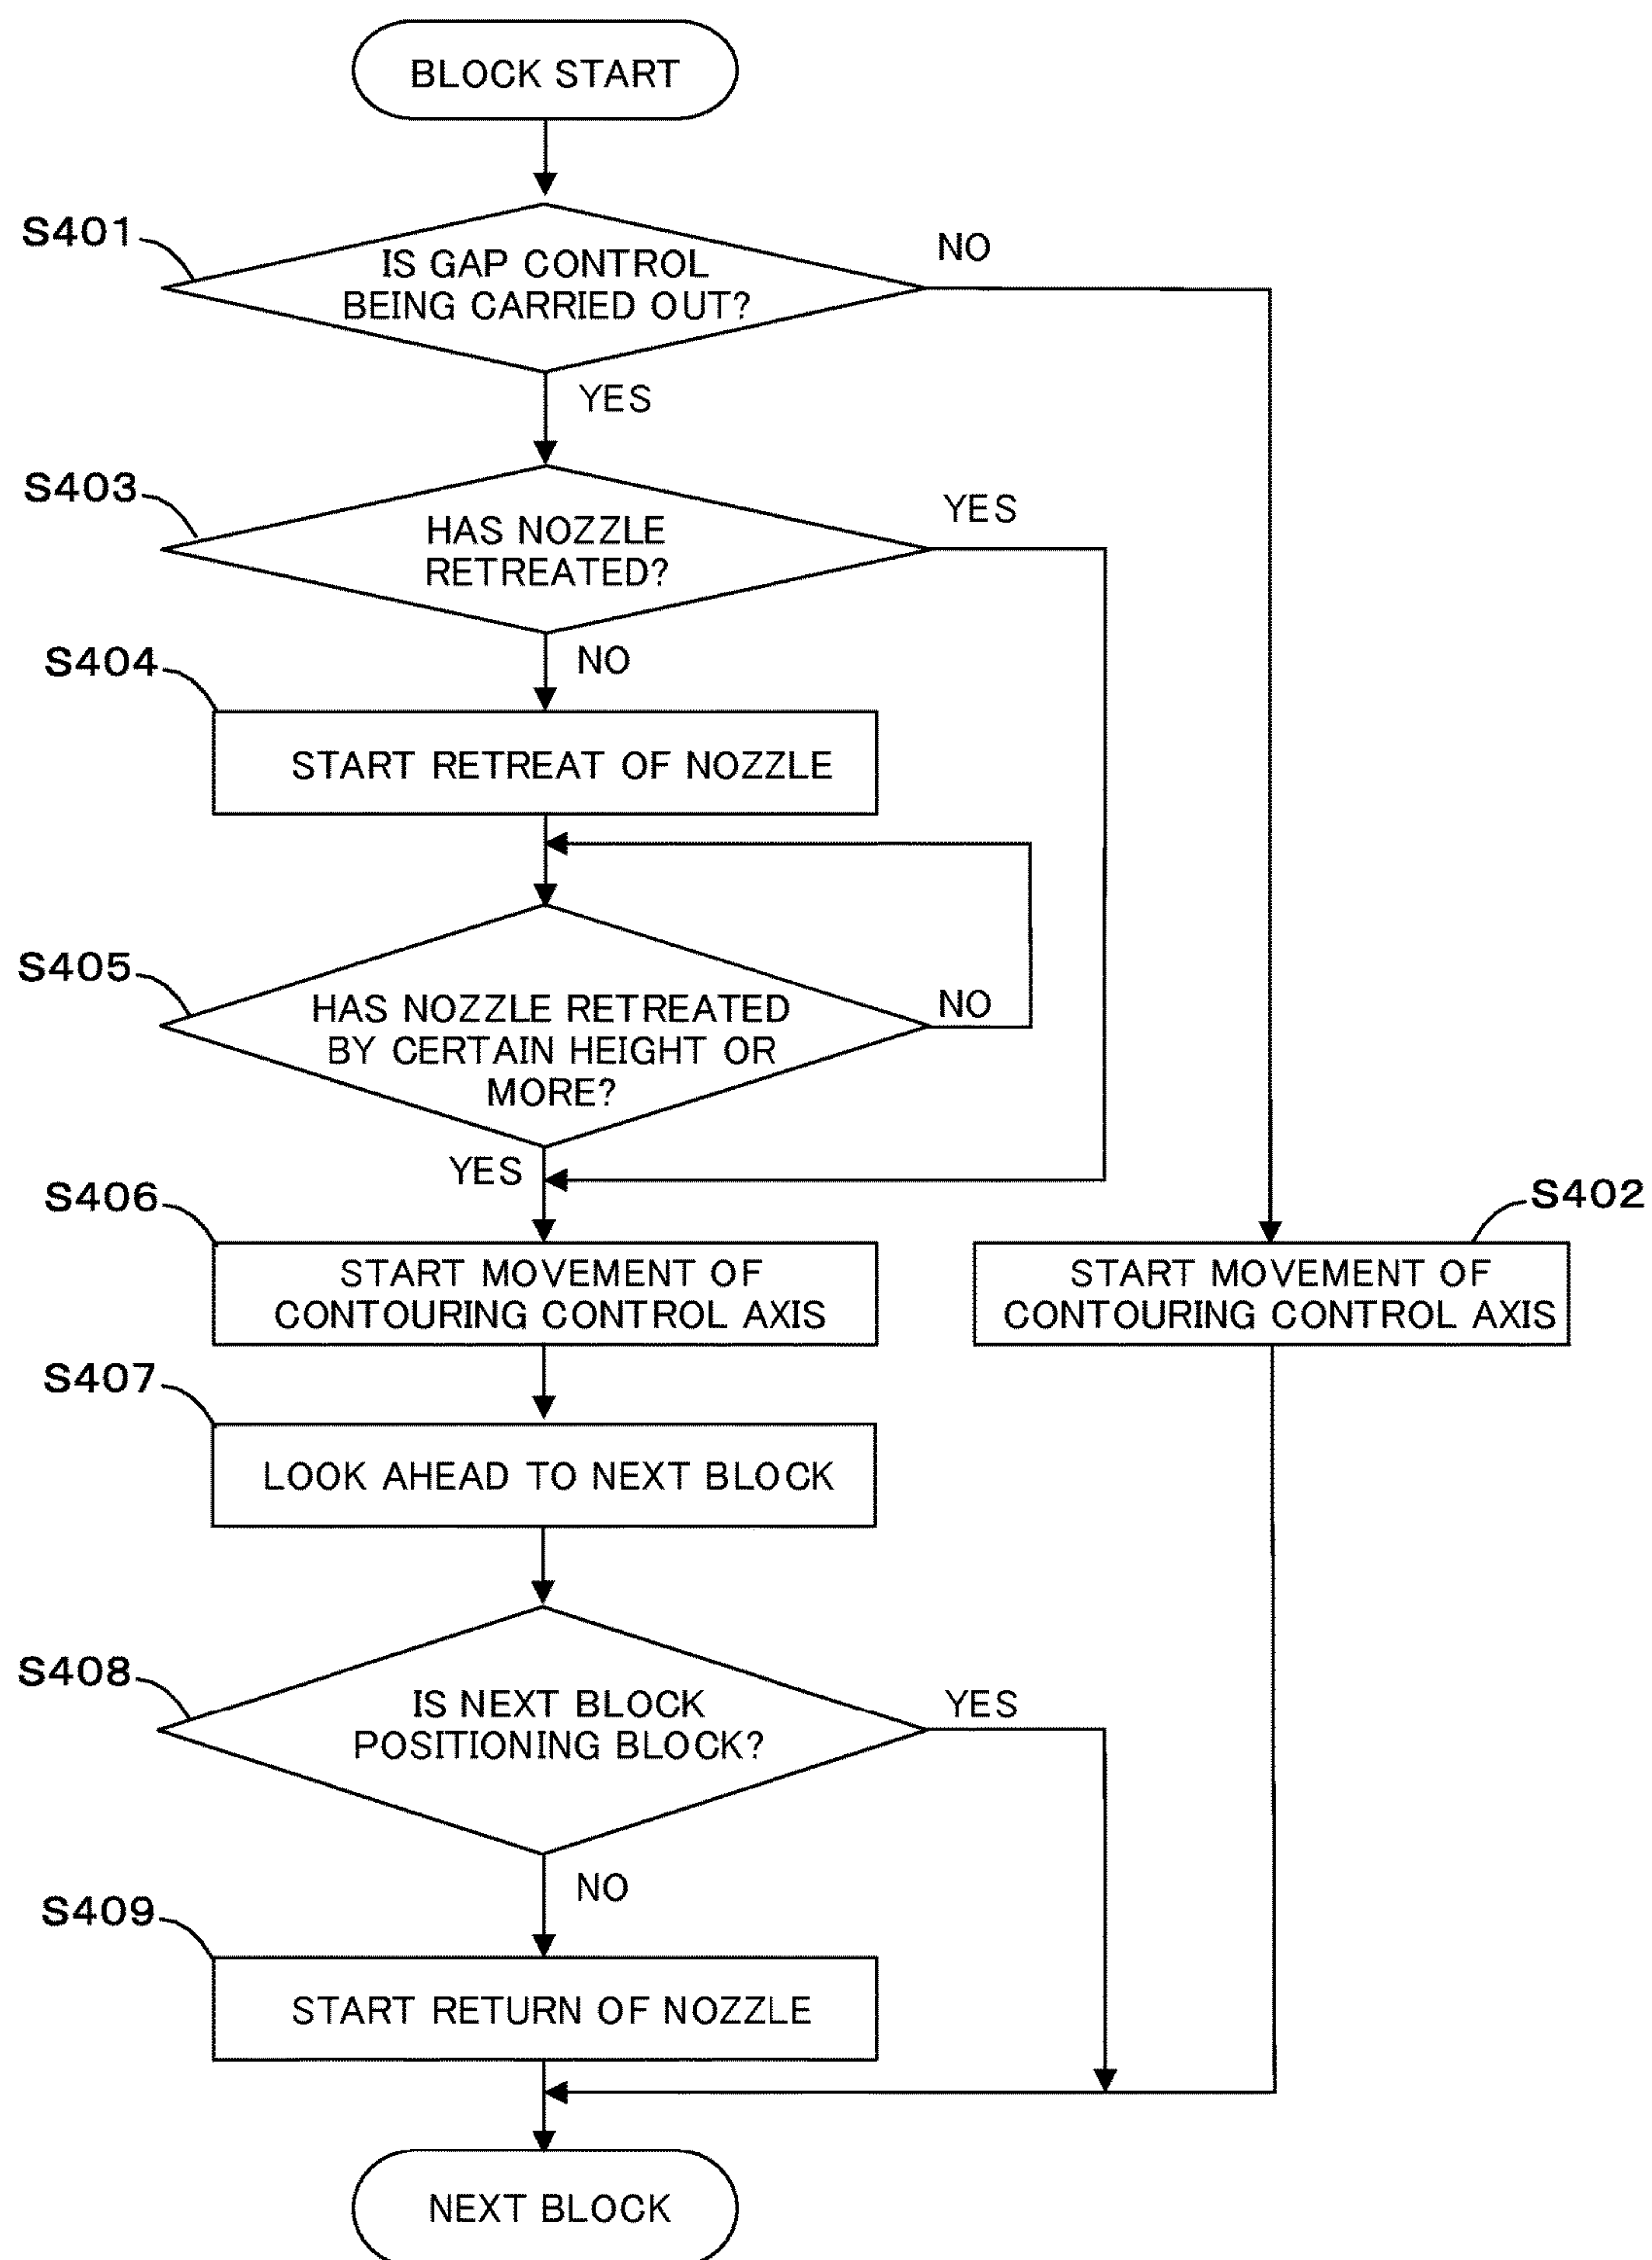 BLOCK START
S401
IS GAP CONTROL
BEING CARRIED OUT?
NO
YES
S403
HAS NOZZLE
RETREATED?
YES
NO
S404
START RETREAT OF NOZZLE
S405
HAS NOZZLE RETREATED
BY CERTAIN HEIGHT OR
MORE?
NO
YES
S406
START MOVEMENT OF
CONTOURING CONTROL AXIS
S402
START MOVEMENT OF
CONTOURING CONTROL AXIS
S407
LOOK AHEAD TO NEXT BLOCK
S408
IS NEXT BLOCK
POSITIONING BLOCK?
YES
NO
S409
START RETURN OF NOZZLE
NEXT BLOCK